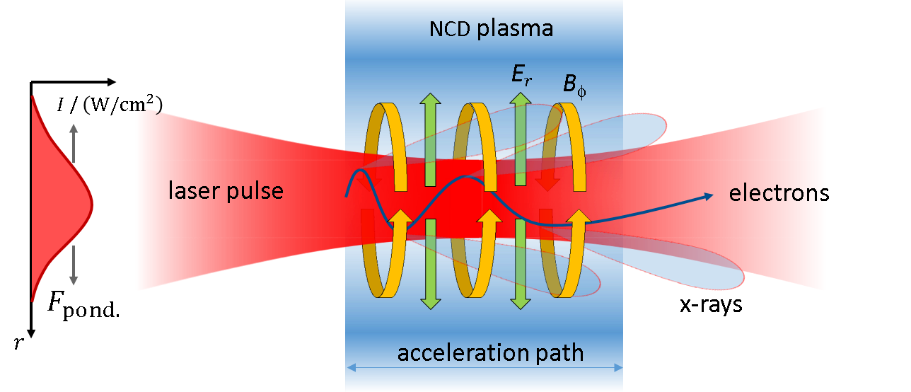 NCD plasma
E_r
B_ϕ
I / (W/cm²)
laser pulse
electrons
F_pond.
x-rays
r
acceleration path